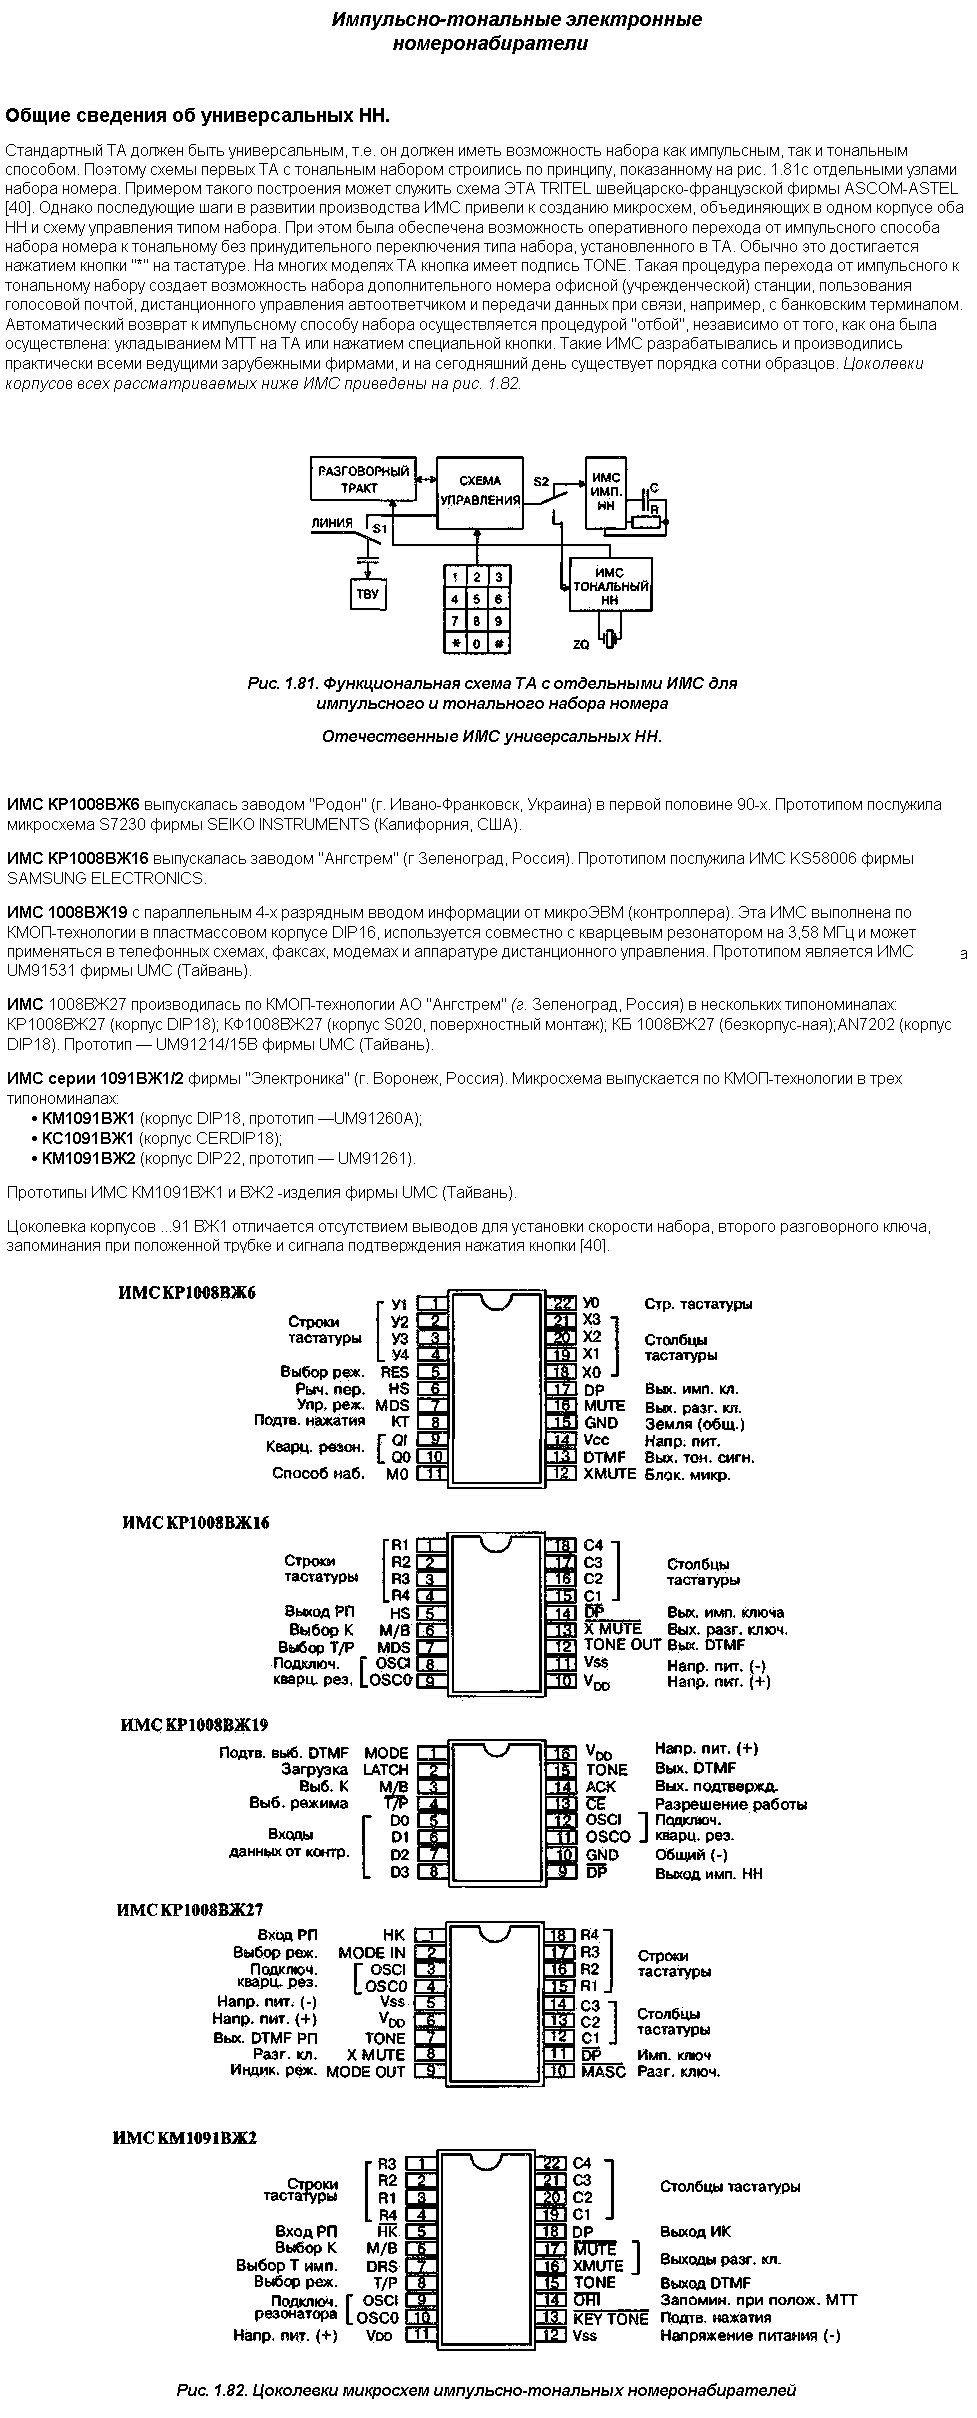 Импульсно-тональные электронные
номеронабиратели
Общие сведения об универсальных НН.
Стандартный ТА должен быть универсальным, т.е. он должен иметь возможность набора как импульсным, так и тональным
способом. Поэтому схемы первых ТА с тональным набором строились по принципу, показанному на рис. 1.81с отдельными узлами
набора номера. Примером такого построения может служить схема ЭТА TRITEL швейцарско-французской фирмы ASCOM-ASTEL
[40]. Однако последующие шаги в развитии производства ИМС привели к созданию микросхем, объединяющих в одном корпусе оба
НН и схему управления типом набора. При этом была обеспечена возможность оперативного перехода от импульсного способа
набора номера к тональному без принудительного переключения типа набора, установленного в ТА. Обычно это достигается
нажатием кнопки "*" на тастатуре. На многих моделях ТА кнопка имеет подпись TONE. Такая процедура перехода от импульсного к
тональному набору создает возможность набора дополнительного номера офисной (учрежденческой) станции, пользования
голосовой почтой, дистанционного управления автоответчиком и передачи данных при связи, например, с банковским терминалом.
Автоматический возврат к импульсному способу набора осуществляется процедурой "отбой", независимо от того, как она была
осуществлена: укладыванием МТТ на ТА или нажатием специальной кнопки. Такие ИМС разрабатывались и производились
практически всеми ведущими зарубежными фирмами, и на сегодняшний день существует порядка сотни образцов. Цоколевки
корпусов всех рассматриваемых ниже ИМС приведены на рис. 1.82.
РАЗГОВОРНЫЙ
ТРАКТ
СХЕМА
УПРАВЛЕНИЯ
S2
ИМС
ИМП.
НН
C
R
ЛИНИЯ
S1
ТВУ
1 2 3
4 5 6
7 8 9
* 0 #
ИМС
ТОНАЛЬНЫЙ
НН
ZQ
Рис. 1.81. Функциональная схема ТА с отдельными ИМС для
импульсного и тонального набора номера
Отечественные ИМС универсальных НН.
ИМС КР1008ВЖ6 выпускалась заводом "Родон" (г. Ивано-Франковск, Украина) в первой половине 90-х. Прототипом послужила
микросхема S7230 фирмы SEIKO INSTRUMENTS (Калифорния, США).
ИМС КР1008ВЖ16 выпускалась заводом "Ангстрем" (г Зеленоград, Россия). Прототипом послужила ИМС KS58006 фирмы
SAMSUNG ELECTRONICS.
ИМС 1008ВЖ19 с параллельным 4-х разрядным вводом информации от микроЭВМ (контроллера). Эта ИМС выполнена по
КМОП-технологии в пластмассовом корпусе DIP16, используется совместно с кварцевым резонатором на 3,58 МГц и может
применяться в телефонных схемах, факсах, модемах и аппаратуре дистанционного управления. Прототипом является ИМС а
UM91531 фирмы UMC (Тайвань).
ИМС 1008ВЖ27 производилась по КМОП-технологии АО "Ангстрем" (г. Зеленоград, Россия) в нескольких типономиналах:
КР1008ВЖ27 (корпус DIP18); КФ1008ВЖ27 (корпус S020, поверхностный монтаж); КБ 1008ВЖ27 (безкорпус-ная);AN7202 (корпус
DIP18). Прототип — UM91214/15B фирмы UMC (Тайвань).
ИМС серии 1091ВЖ1/2 фирмы "Электроника" (г. Воронеж, Россия). Микросхема выпускается по КМОП-технологии в трех
типономиналах:
• КМ1091ВЖ1 (корпус DIP18, прототип —UM91260A);
• КС1091ВЖ1 (корпус CERDIP18);
• КМ1091ВЖ2 (корпус DIP22, прототип — UM91261).
Прототипы ИМС КМ1091ВЖ1 и ВЖ2 -изделия фирмы UMC (Тайвань).
Цоколевка корпусов ...91 ВЖ1 отличается отсутствием выводов для установки скорости набора, второго разговорного ключа,
запоминания при положенной трубке и сигнала подтверждения нажатия кнопки [40].
ИМС КР1008ВЖ6
У1 1 22 У0 Стр. тастатуры
Строки У2 2 21 X3
тастатуры У3 3 20 X2 Столбцы
У4 4 19 X1 тастатуры
Выбор реж. RES 5 18 X0
Рыч. пер. HS 6 17 DP Вых. имп. кл.
Упр. реж. MDS 7 16 MUTE Вых. разг. кл.
Подтв. нажатия KT 8 15 GND Земля (общ.)
Кварц. резон. QI 9 14 Vcc Напр. пит.
Q0 10 13 DTMF Вых. тон. сигн.
Способ наб. M0 11 12 XMUTE Блок. микр.
ИМС КР1008ВЖ16
R1 1 18 C4
Строки R2 2 17 C3 Столбцы
тастатуры R3 3 16 C2 тастатуры
R4 4 15 C1
Выход РП HS 5 14 DP Вых. имп. ключа
Выбор К M/B 6 13 X MUTE Вых. разг. ключ.
Выбор Т/Р MDS 7 12 TONE OUT Вых. DTMF
Подключ. OSCI 8 11 Vss Напр. пит. (-)
кварц. рез. OSC0 9 10 VDD Напр. пит. (+)
ИМС КР1008ВЖ19
Подтв. выб. DTMF MODE 1 16 VDD Напр. пит. (+)
Загрузка LATCH 2 15 TONE Вых. DTMF
Выб. К M/B 3 14 ACK Вых. подтвержд.
Выб. режима T/P 4 13 CE Разрешение работы
D0 5 12 OSCI Подключ.
Входы D1 6 11 OSCO кварц. рез.
данных от контр. D2 7 10 GND Общий (-)
D3 8 9 DP Выход имп. НН
ИМС КР1008ВЖ27
Вход РП HK 1 18 R4
Выбор реж. MODE IN 2 17 R3 Строки
Подключ. OSCI 3 16 R2 тастатуры
кварц. рез. OSC0 4 15 R1
Напр. пит. (-) Vss 5 14 C3 Столбцы
Напр. пит. (+) VDD 6 13 C2 тастатуры
Вых. DTMF РП TONE 7 12 C1
Разг. кл. X MUTE 8 11 DP Имп. ключ
Индик. реж. MODE OUT 9 10 MASC Разг. ключ.
ИМС КМ1091ВЖ2
R3 1 22 C4
Строки R2 2 21 C3 Столбцы тастатуры
тастатуры R1 3 20 C2
R4 4 19 C1
Вход РП HK 5 18 DP Выход ИК
Выбор К M/B 6 17 MUTE Выходы разг. кл.
Выбор Т имп. DRS 7 16 XMUTE
Выбор реж. T/P 8 15 TONE Выход DTMF
Подключ. OSCI 9 14 OHI Запомин. при полож. МТТ
резонатора OSC0 10 13 KEY TONE Подтв. нажатия
Напр. пит. (+) VDD 11 12 Vss Напряжение питания (-)
Рис. 1.82. Цоколевки микросхем импульсно-тональных номеронабирателей